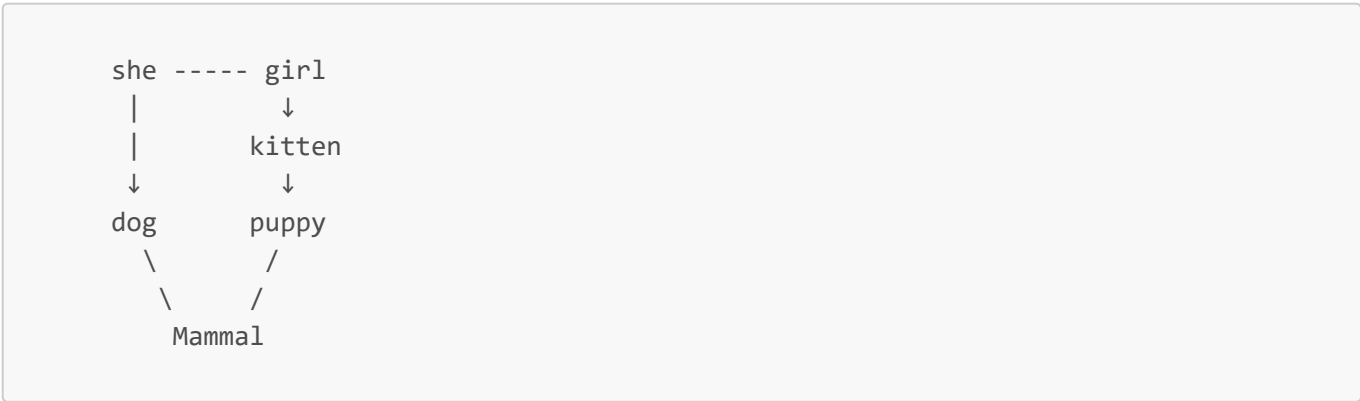 she ----- girl
| ↓
| kitten
↓ ↓
dog puppy
\ /
\ /
Mammal